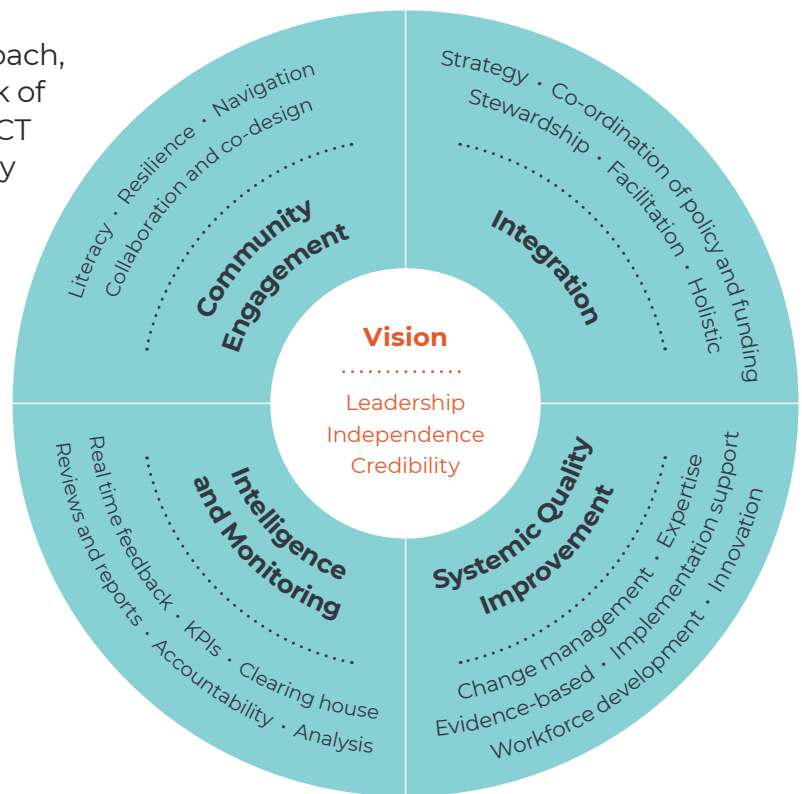 oach,
k of
CT
y
Literacy · Resilience · Navigation
Collaboration and co-design
Community
Engagement
Strategy · Co-ordination of policy and funding
Stewardship · Facilitation · Holistic
Integration
Vision
Leadership
Independence
Credibility
Intelligence
and Monitoring
Real time feedback · KPIs · Clearing house
Reviews and reports · Accountability · Analysis
Systemic Quality
Improvement
Change management · Expertise
Evidence-based · Implementation support
Workforce development · Innovation